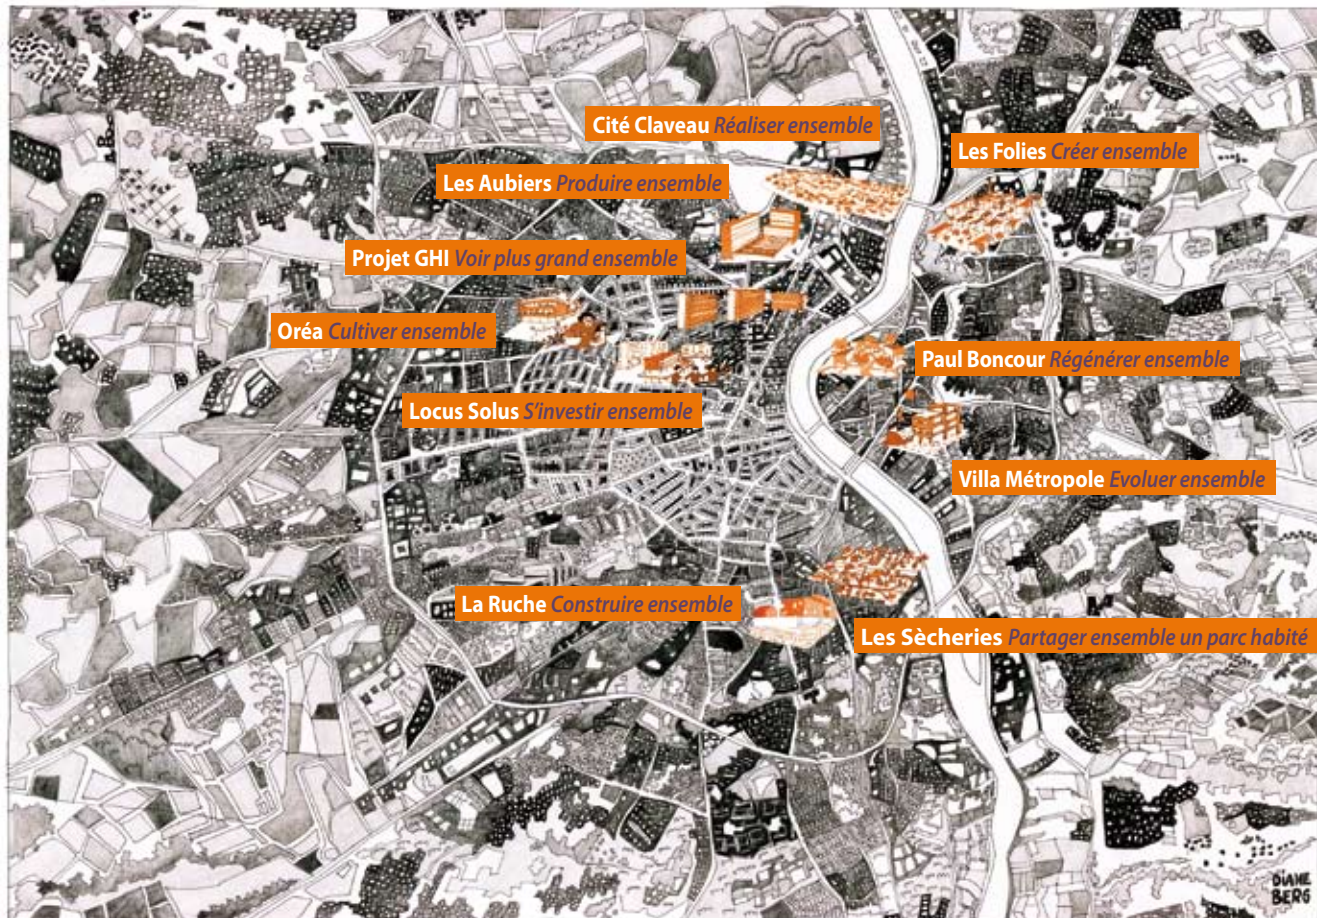 Cité Claveau Réaliser ensemble
Les Folies Créer ensemble
Les Aubiers Produire ensemble
Projet GHI Voir plus grand ensemble
Oréa Cultiver ensemble
Paul Boncour Régénérer ensemble
Locus Solus S'investir ensemble
Villa Métropole Evoluer ensemble
La Ruche Construire ensemble
Les Sècheries Partager ensemble un parc habité
DIANE
BERG